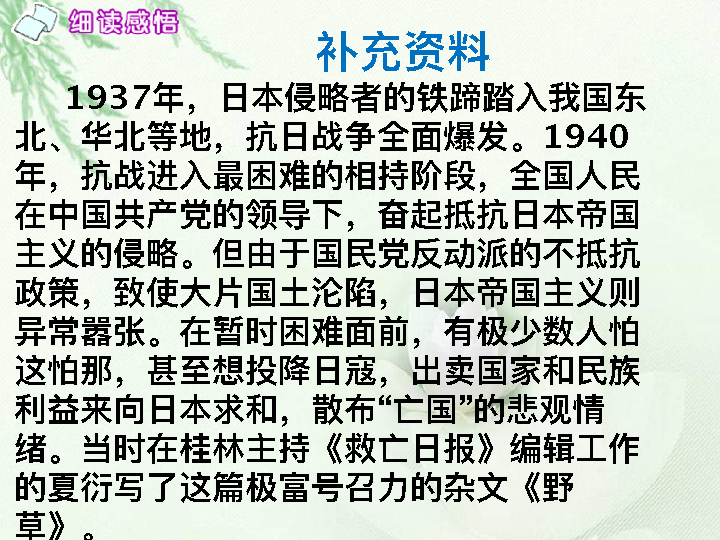 细读感悟
补充资料
1937年，日本侵略者的铁蹄踏入我国东
北、华北等地，抗日战争全面爆发。1940
年，抗战进入最困难的相持阶段，全国人民
在中国共产党的领导下，奋起抵抗日本帝国
主义的侵略。但由于国民党反动派的不抵抗
政策，致使大片国土沦陷，日本帝国主义则
异常嚣张。在暂时困难面前，有极少数人怕
这怕那，甚至想投降日寇，出卖国家和民族
利益来向日本求和，散布“亡国”的悲观情
绪。当时在桂林主持《救亡日报》编辑工作
的夏衍写了这篇极富号召力的杂文《野
草》。